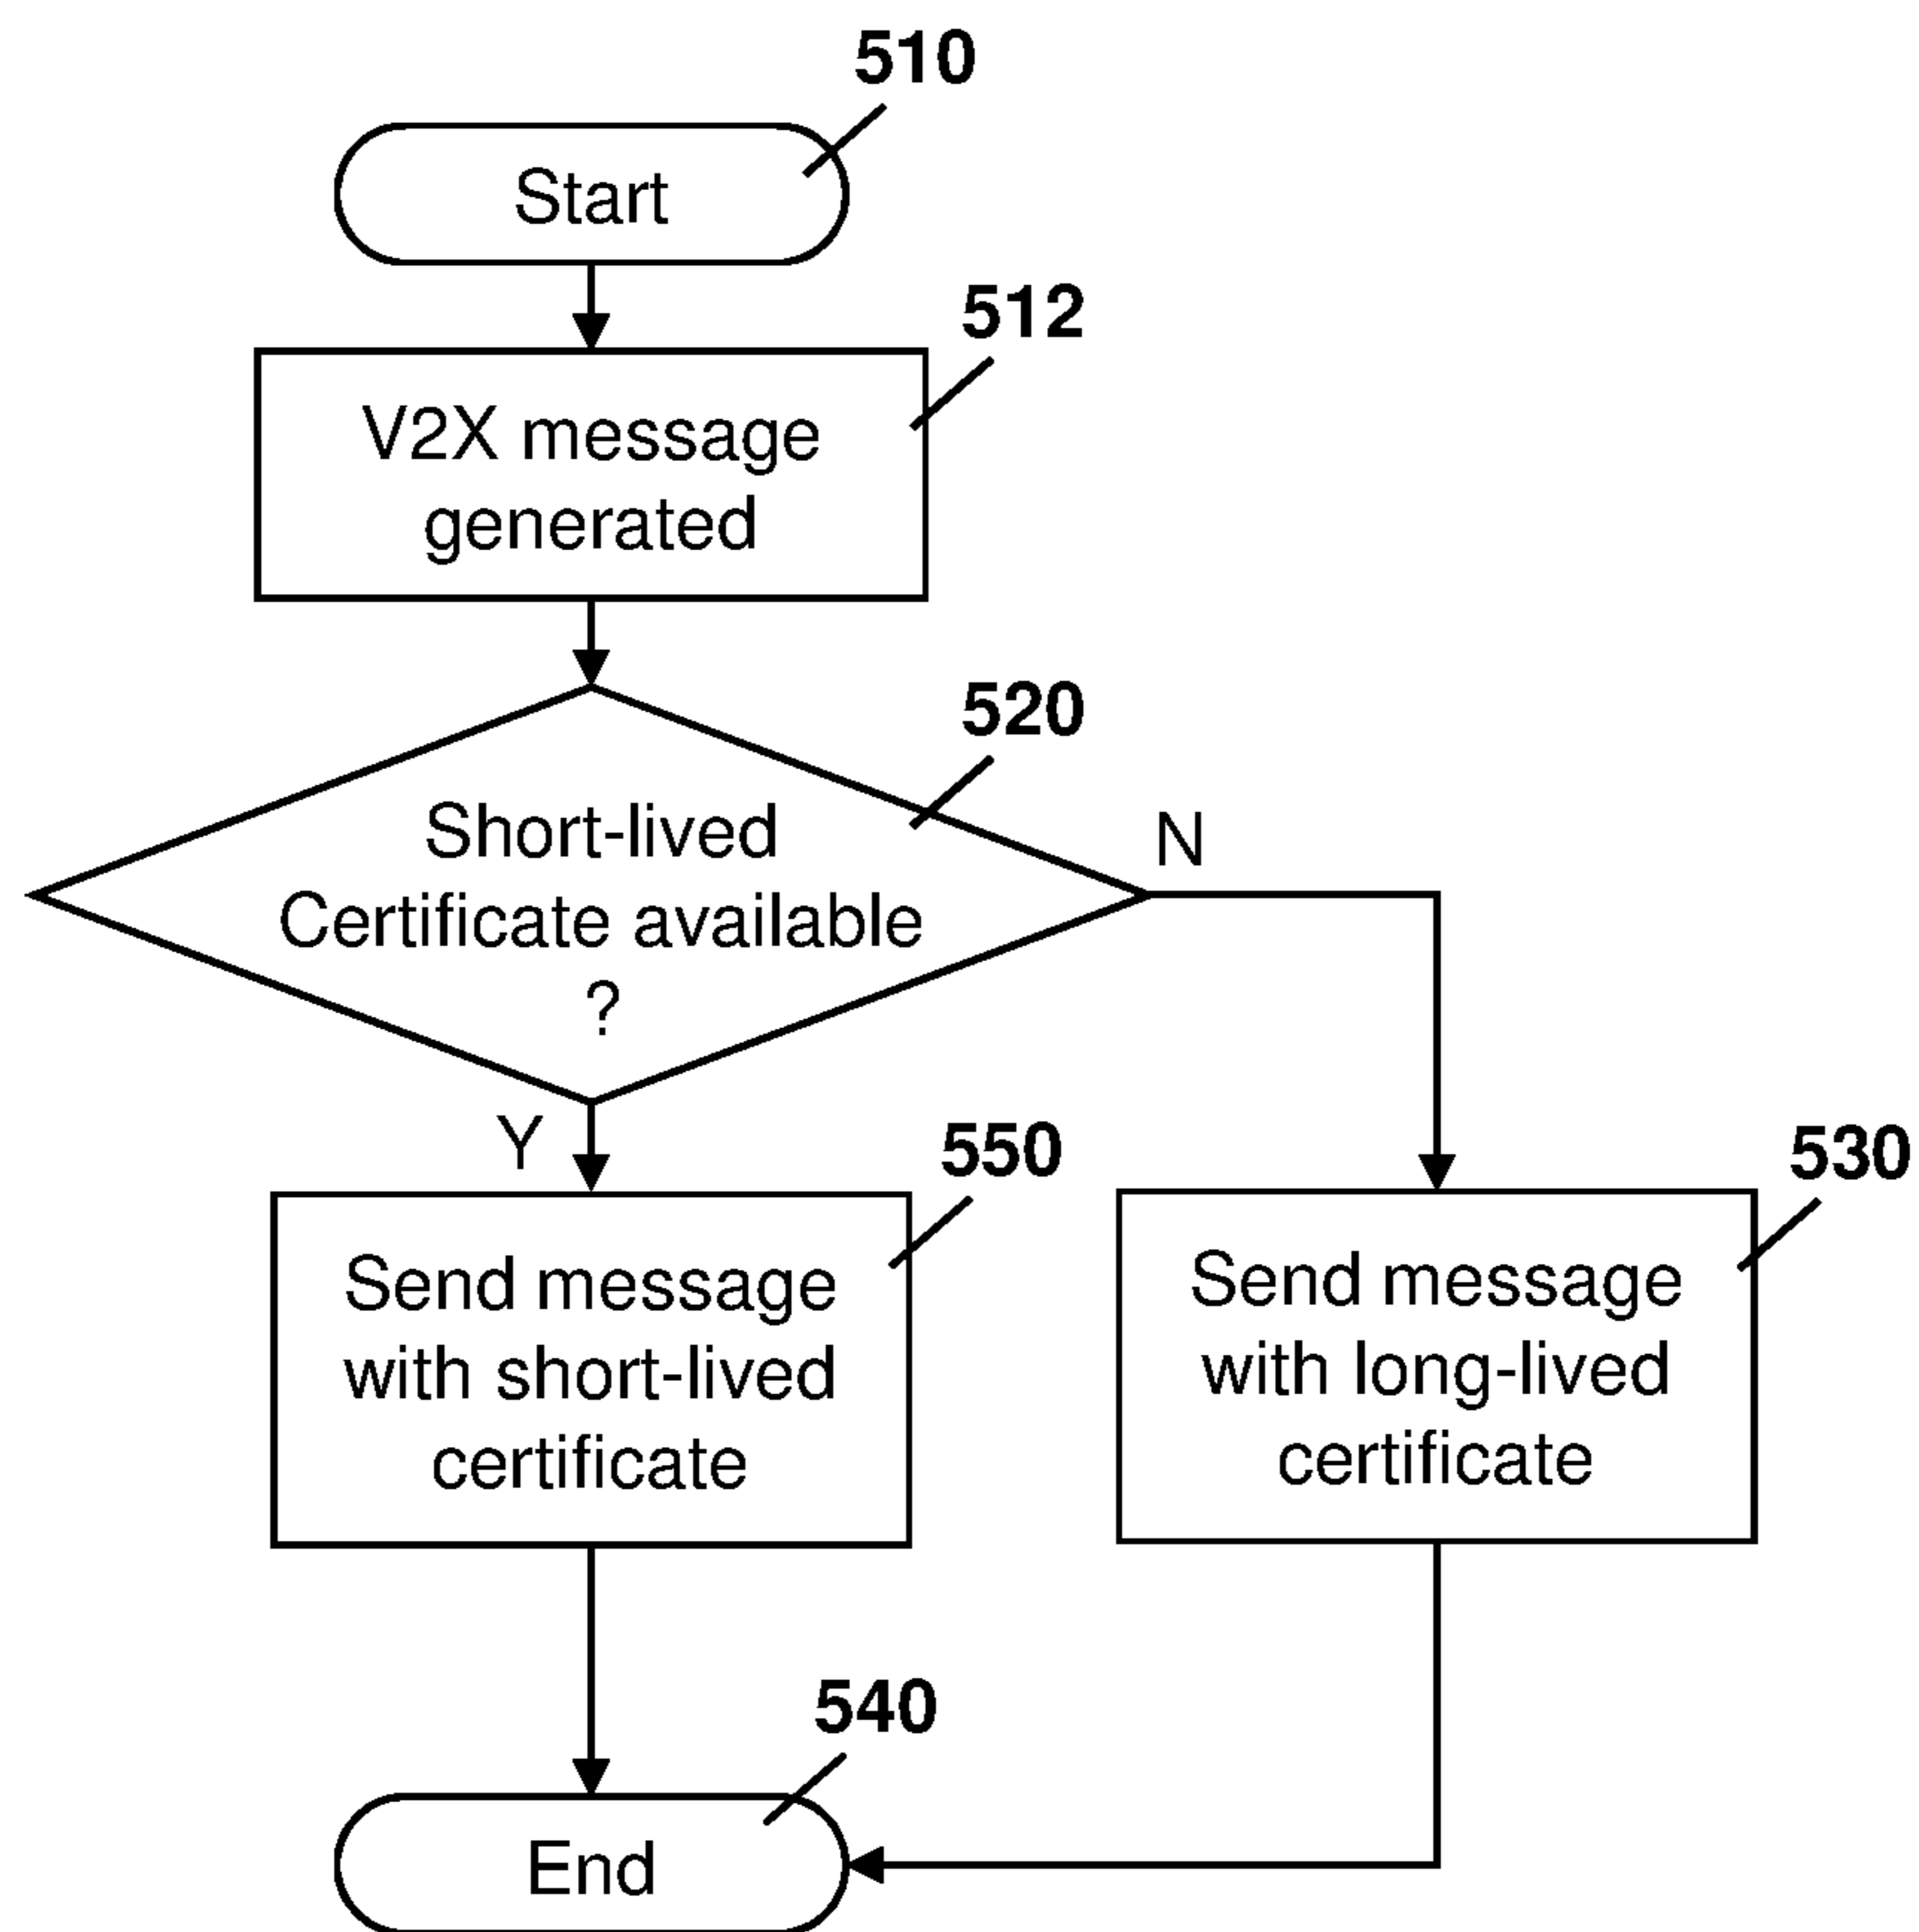 510
Start
512
V2X message
generated
520
Short-lived
Certificate available
?
N
Y
550
Send message
with short-lived
certificate
530
Send message
with long-lived
certificate
540
End